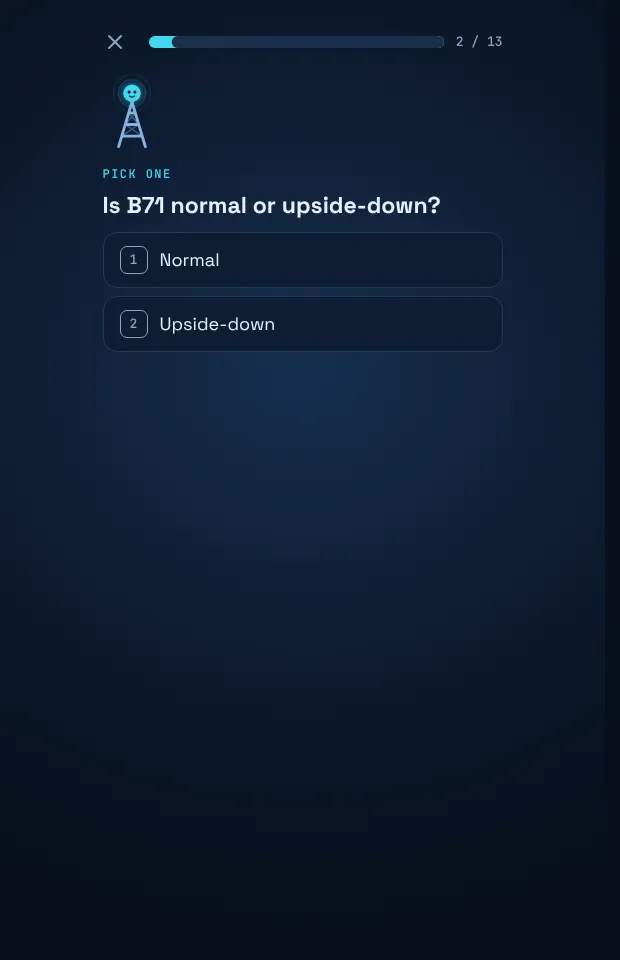 2 / 13
PICK ONE
Is B71 normal or upside-down?
1 Normal
2 Upside-down